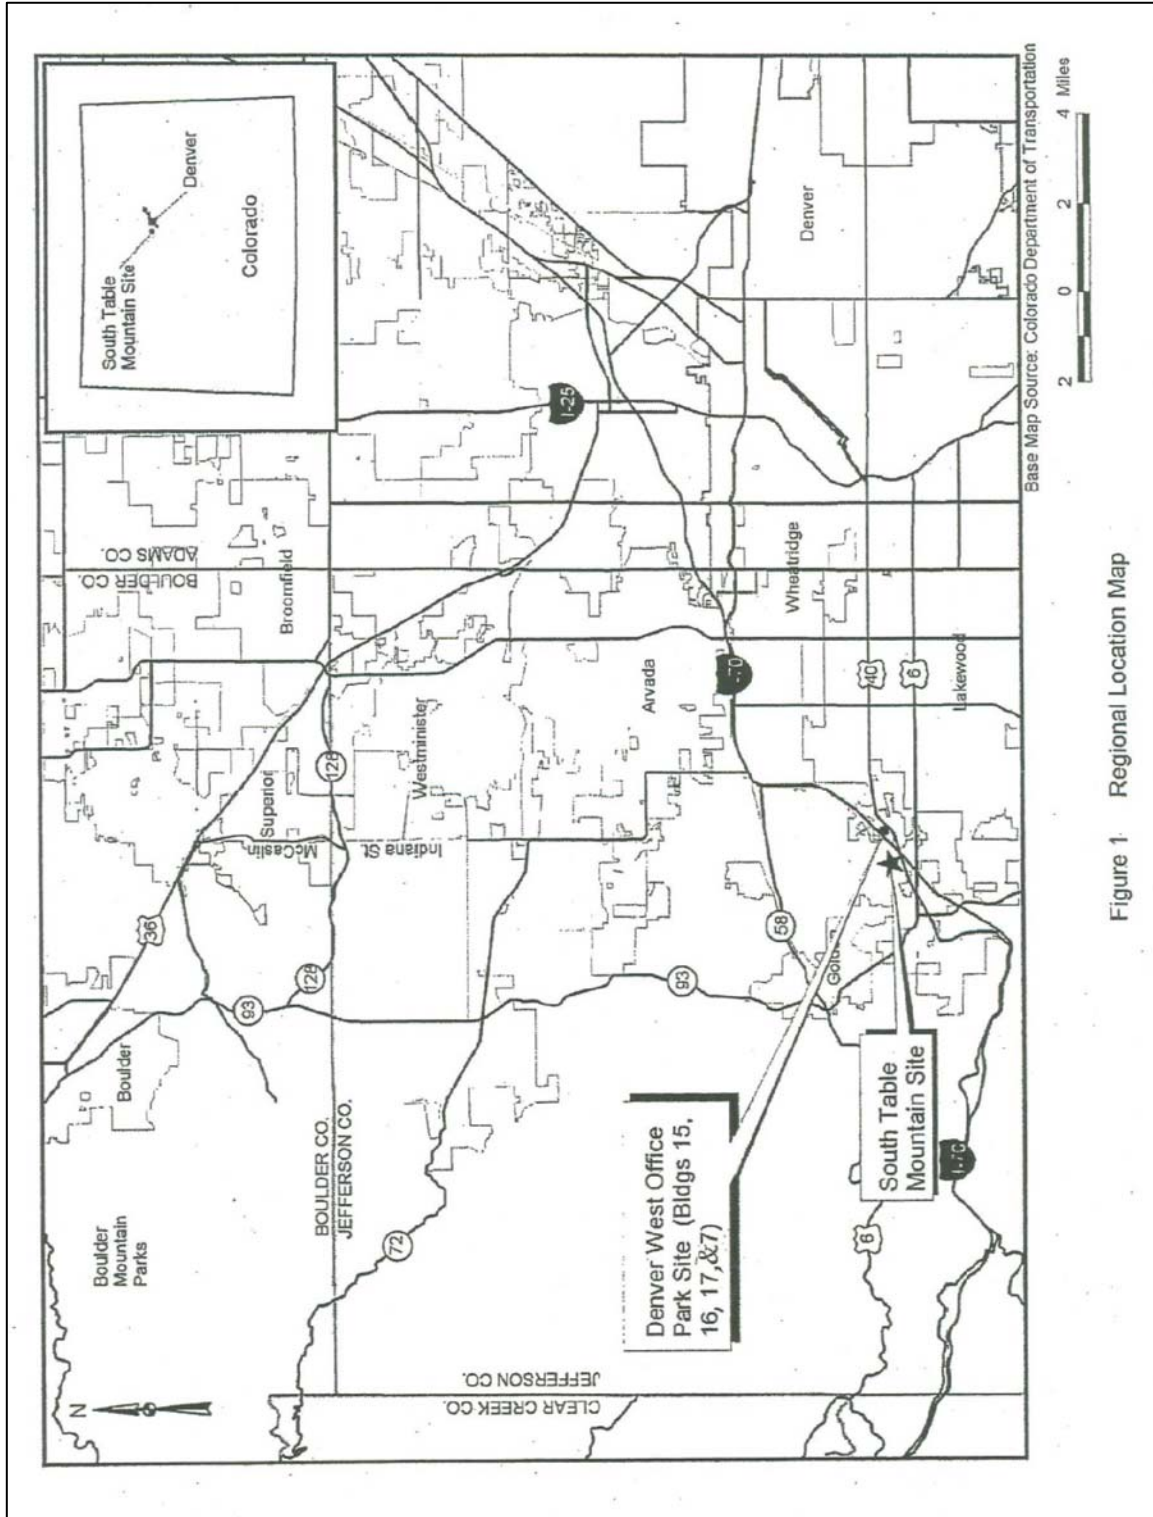 N
Boulder
Mountain
Parks
Boulder
36
93
128
72
BOULDER CO.
JEFFERSON CO.
CLEAR CREEK CO.
JEFFERSON CO.
Superior
McCaslin
128
Indiana St.
Westminister
Broomfield
BOULDER CO.
ADAMS CO.
South Table
Mountain Site
Denver
Colorado
I-25
Arvada
I-70
93
58
Wheatridge
Denver
40
6
Lakewood
Denver West Office
Park Site (Bldgs 15,
16, 17,&7)
South Table
Mountain Site
6
I-70
Base Map Source: Colorado Department of Transportation
2 0 2 4 Miles
Figure 1 Regional Location Map